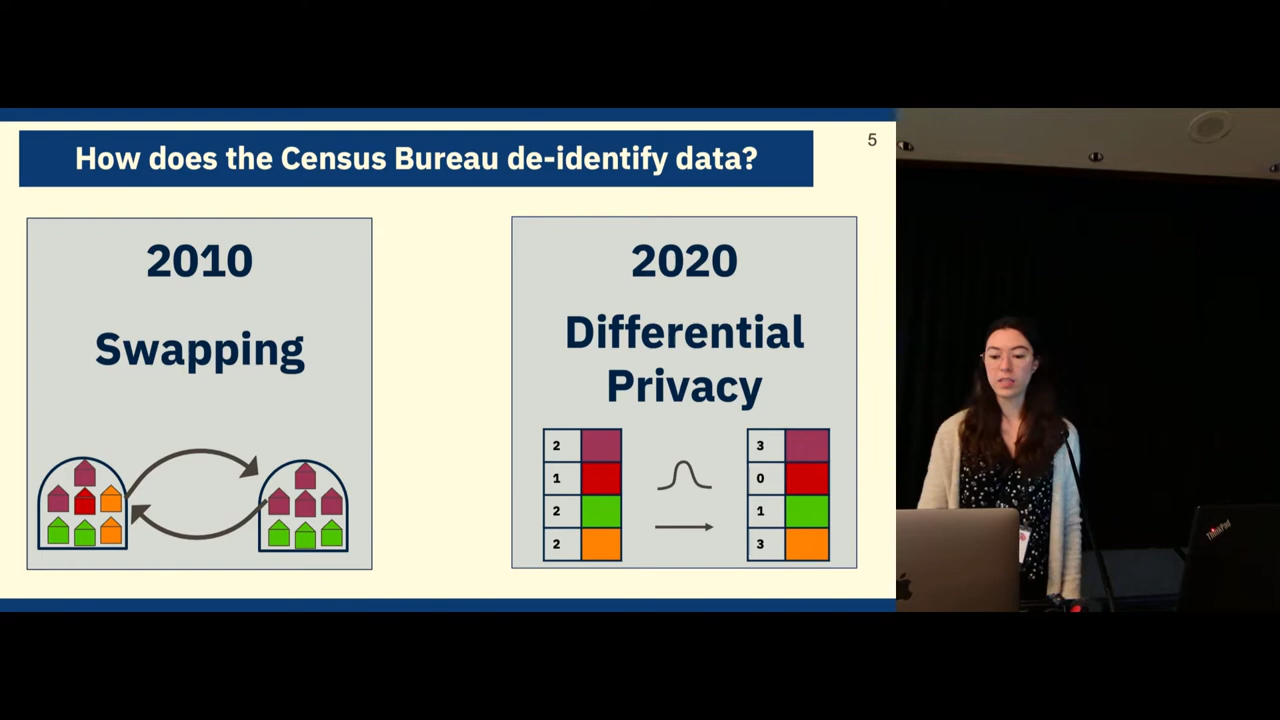 How does the Census Bureau de-identify data?
5
2010
Swapping
2020
Differential
Privacy
2
1
2
2
3
0
1
3
ThinkPad